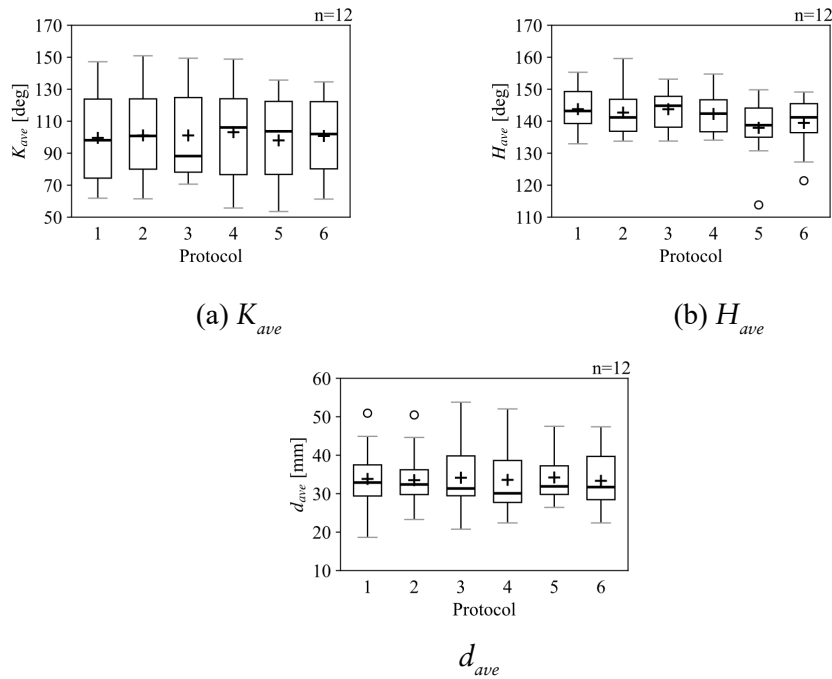 n=12
170
150
130
110
90
70
50
K_ave [deg]
1 2 3 4 5 6
Protocol
(a) K_ave
n=12
170
160
150
140
130
120
110
H_ave [deg]
1 2 3 4 5 6
Protocol
(b) H_ave
n=12
60
50
40
30
20
10
d_ave [mm]
1 2 3 4 5 6
Protocol
d_ave